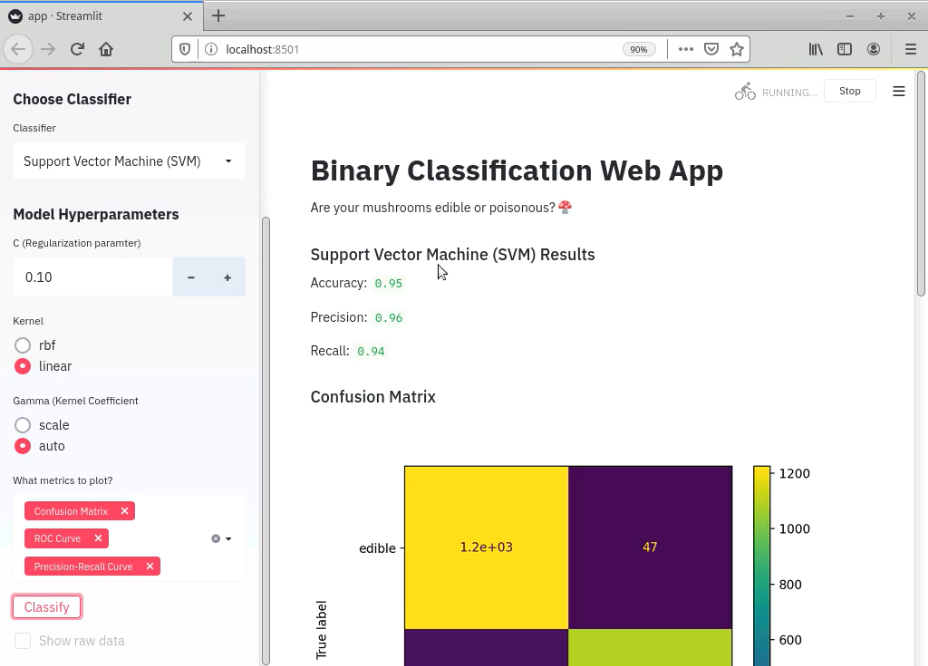 app · Streamlit
localhost:8501
90%
RUNNING...
Stop
Choose Classifier
Classifier
Support Vector Machine (SVM)
Model Hyperparameters
C (Regularization paramter)
0.10
Kernel
rbf
linear
Gamma (Kernel Coefficient
scale
auto
What metrics to plot?
Confusion Matrix
ROC Curve
Precision-Recall Curve
Classify
Show raw data
Binary Classification Web App
Are your mushrooms edible or poisonous? 🍄
Support Vector Machine (SVM) Results
Accuracy: 0.95
Precision: 0.96
Recall: 0.94
Confusion Matrix
edible
1.2e+03
47
True label
1200
1000
800
600